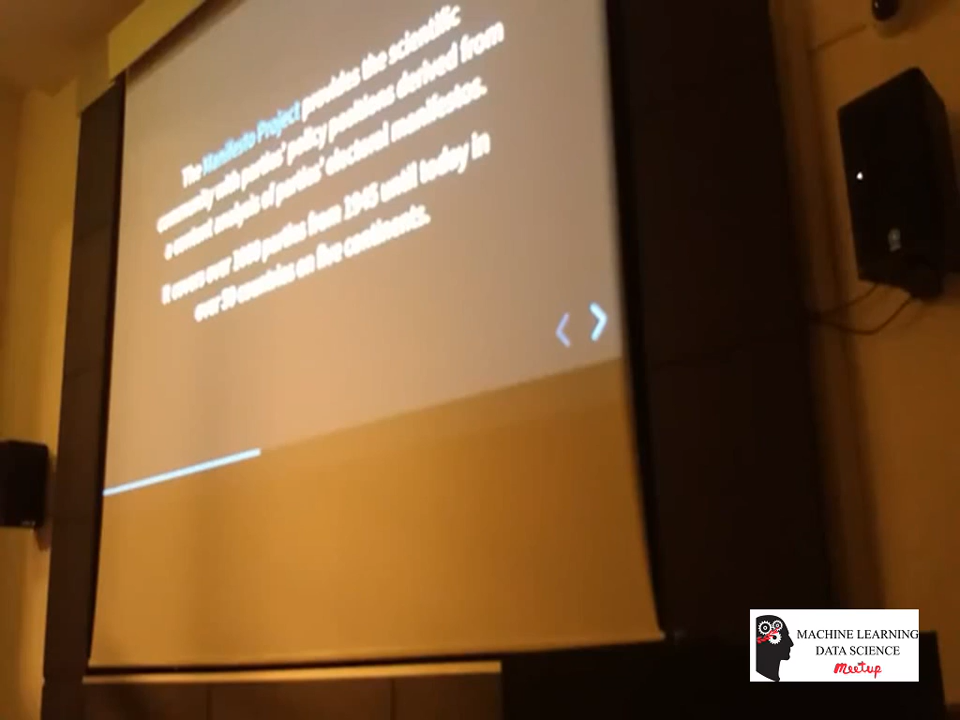 The Manifesto Project provides the scientific
community with parties' policy positions derived from
a content analysis of parties' electoral manifestos.
It covers over 1000 parties from 1945 until today in
over 50 countries on five continents.
MACHINE LEARNING
DATA SCIENCE
Meetup